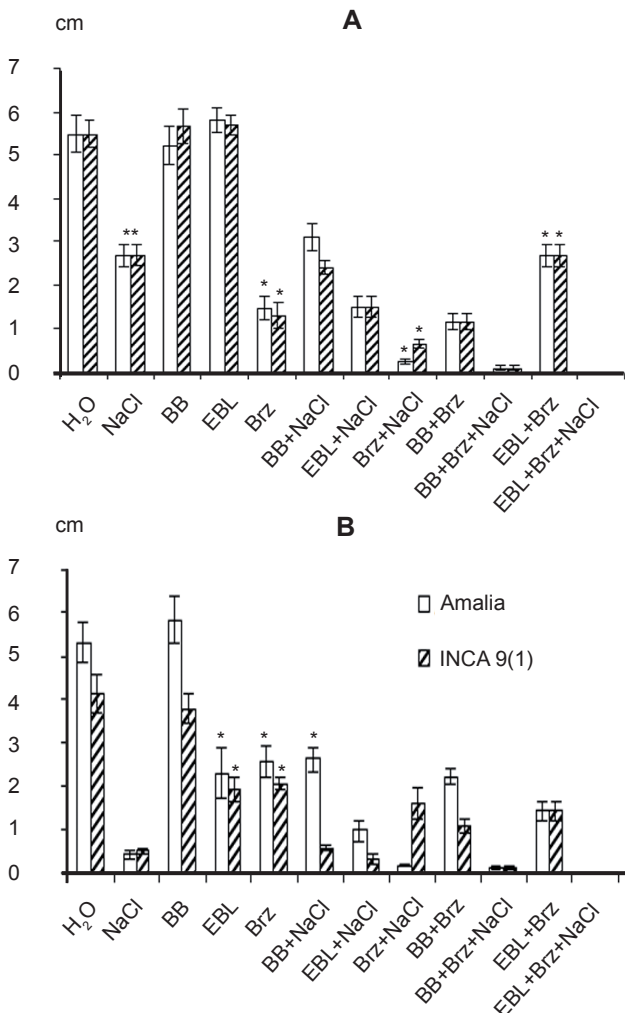 cm
A
7
6
5
4
3
2
1
0
** * * * * * *
H₂O NaCl BB EBL Brz BB+NaCl EBL+NaCl Brz+NaCl BB+Brz BB+Brz+NaCl EBL+Brz EBL+Brz+NaCl
cm
B
7
6
5
4
3
2
1
0
Amalia
INCA 9(1)
* * * * *
H₂O NaCl BB EBL Brz BB+NaCl EBL+NaCl Brz+NaCl BB+Brz BB+Brz+NaCl EBL+Brz EBL+Brz+NaCl